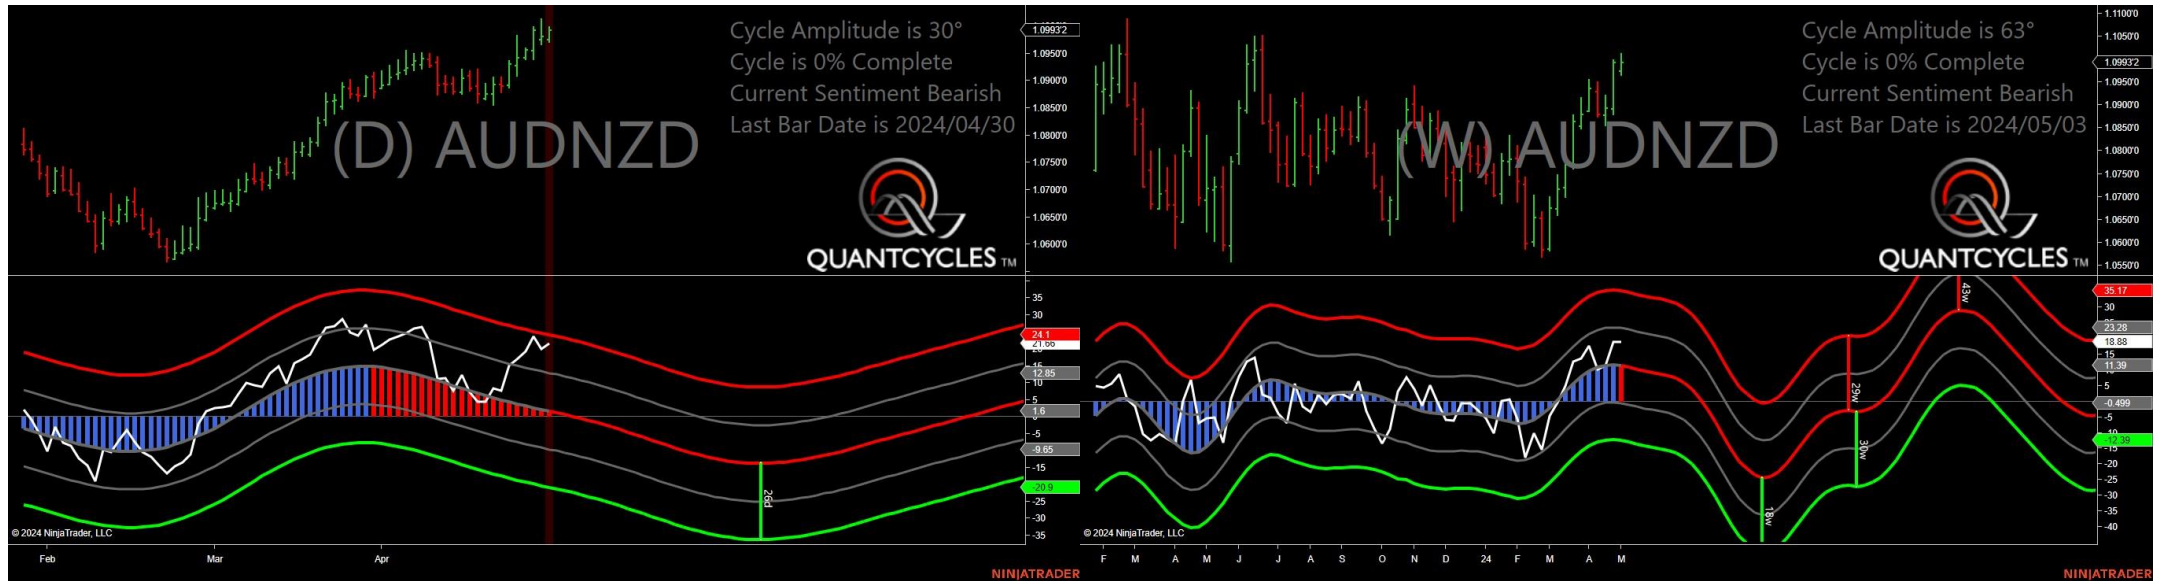 Cycle Amplitude is 30°
Cycle is 0% Complete
Current Sentiment Bearish
Last Bar Date is 2024/04/30
(D) AUDNZD
QUANTCYCLES TM
1.0993'2
1.0950'0
1.0900'0
1.0850'0
1.0800'0
1.0750'0
1.0700'0
1.0650'0
1.0600'0
35
30
24.1
21.66
15
12.85
10
5
1.6
-5
-9.65
-15
-20.9
-25
-30
-35
26d
© 2024 NinjaTrader, LLC
Feb Mar Apr
NINJATRADER
Cycle Amplitude is 63°
Cycle is 0% Complete
Current Sentiment Bearish
Last Bar Date is 2024/05/03
(W) AUDNZD
QUANTCYCLES TM
1.1100'0
1.1050'0
1.0993'2
1.0950'0
1.0900'0
1.0850'0
1.0800'0
1.0750'0
1.0700'0
1.0650'0
1.0600'0
1.0550'0
43w
29w
30w
18w
35.17
30
23.28
18.88
15
11.39
5
-0.499
-5
-12.39
-15
-20
-25
-30
-35
-40
© 2024 NinjaTrader, LLC
F M A M J J A S O N D 24 F M A M
NINJATRADER